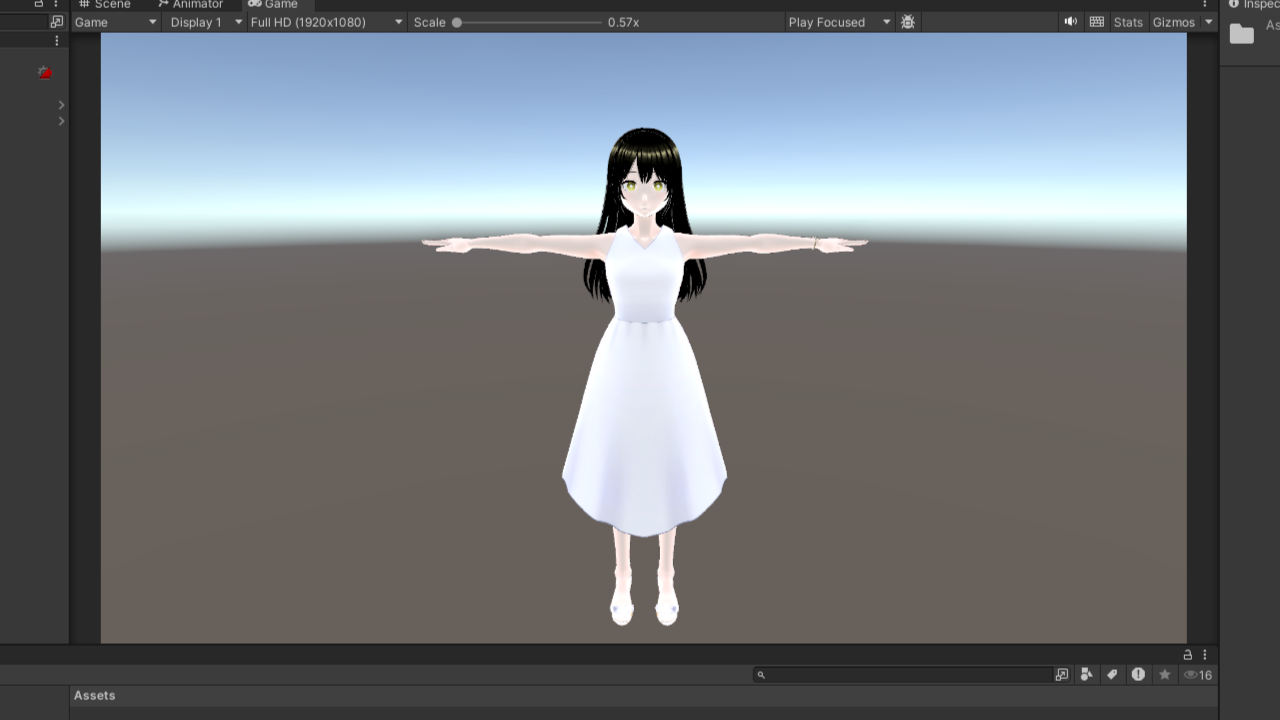 Scene Animator Game
Game Display 1 Full HD (1920x1080) Scale 0.57x Play Focused Stats Gizmos
Inspec
As
16
Assets